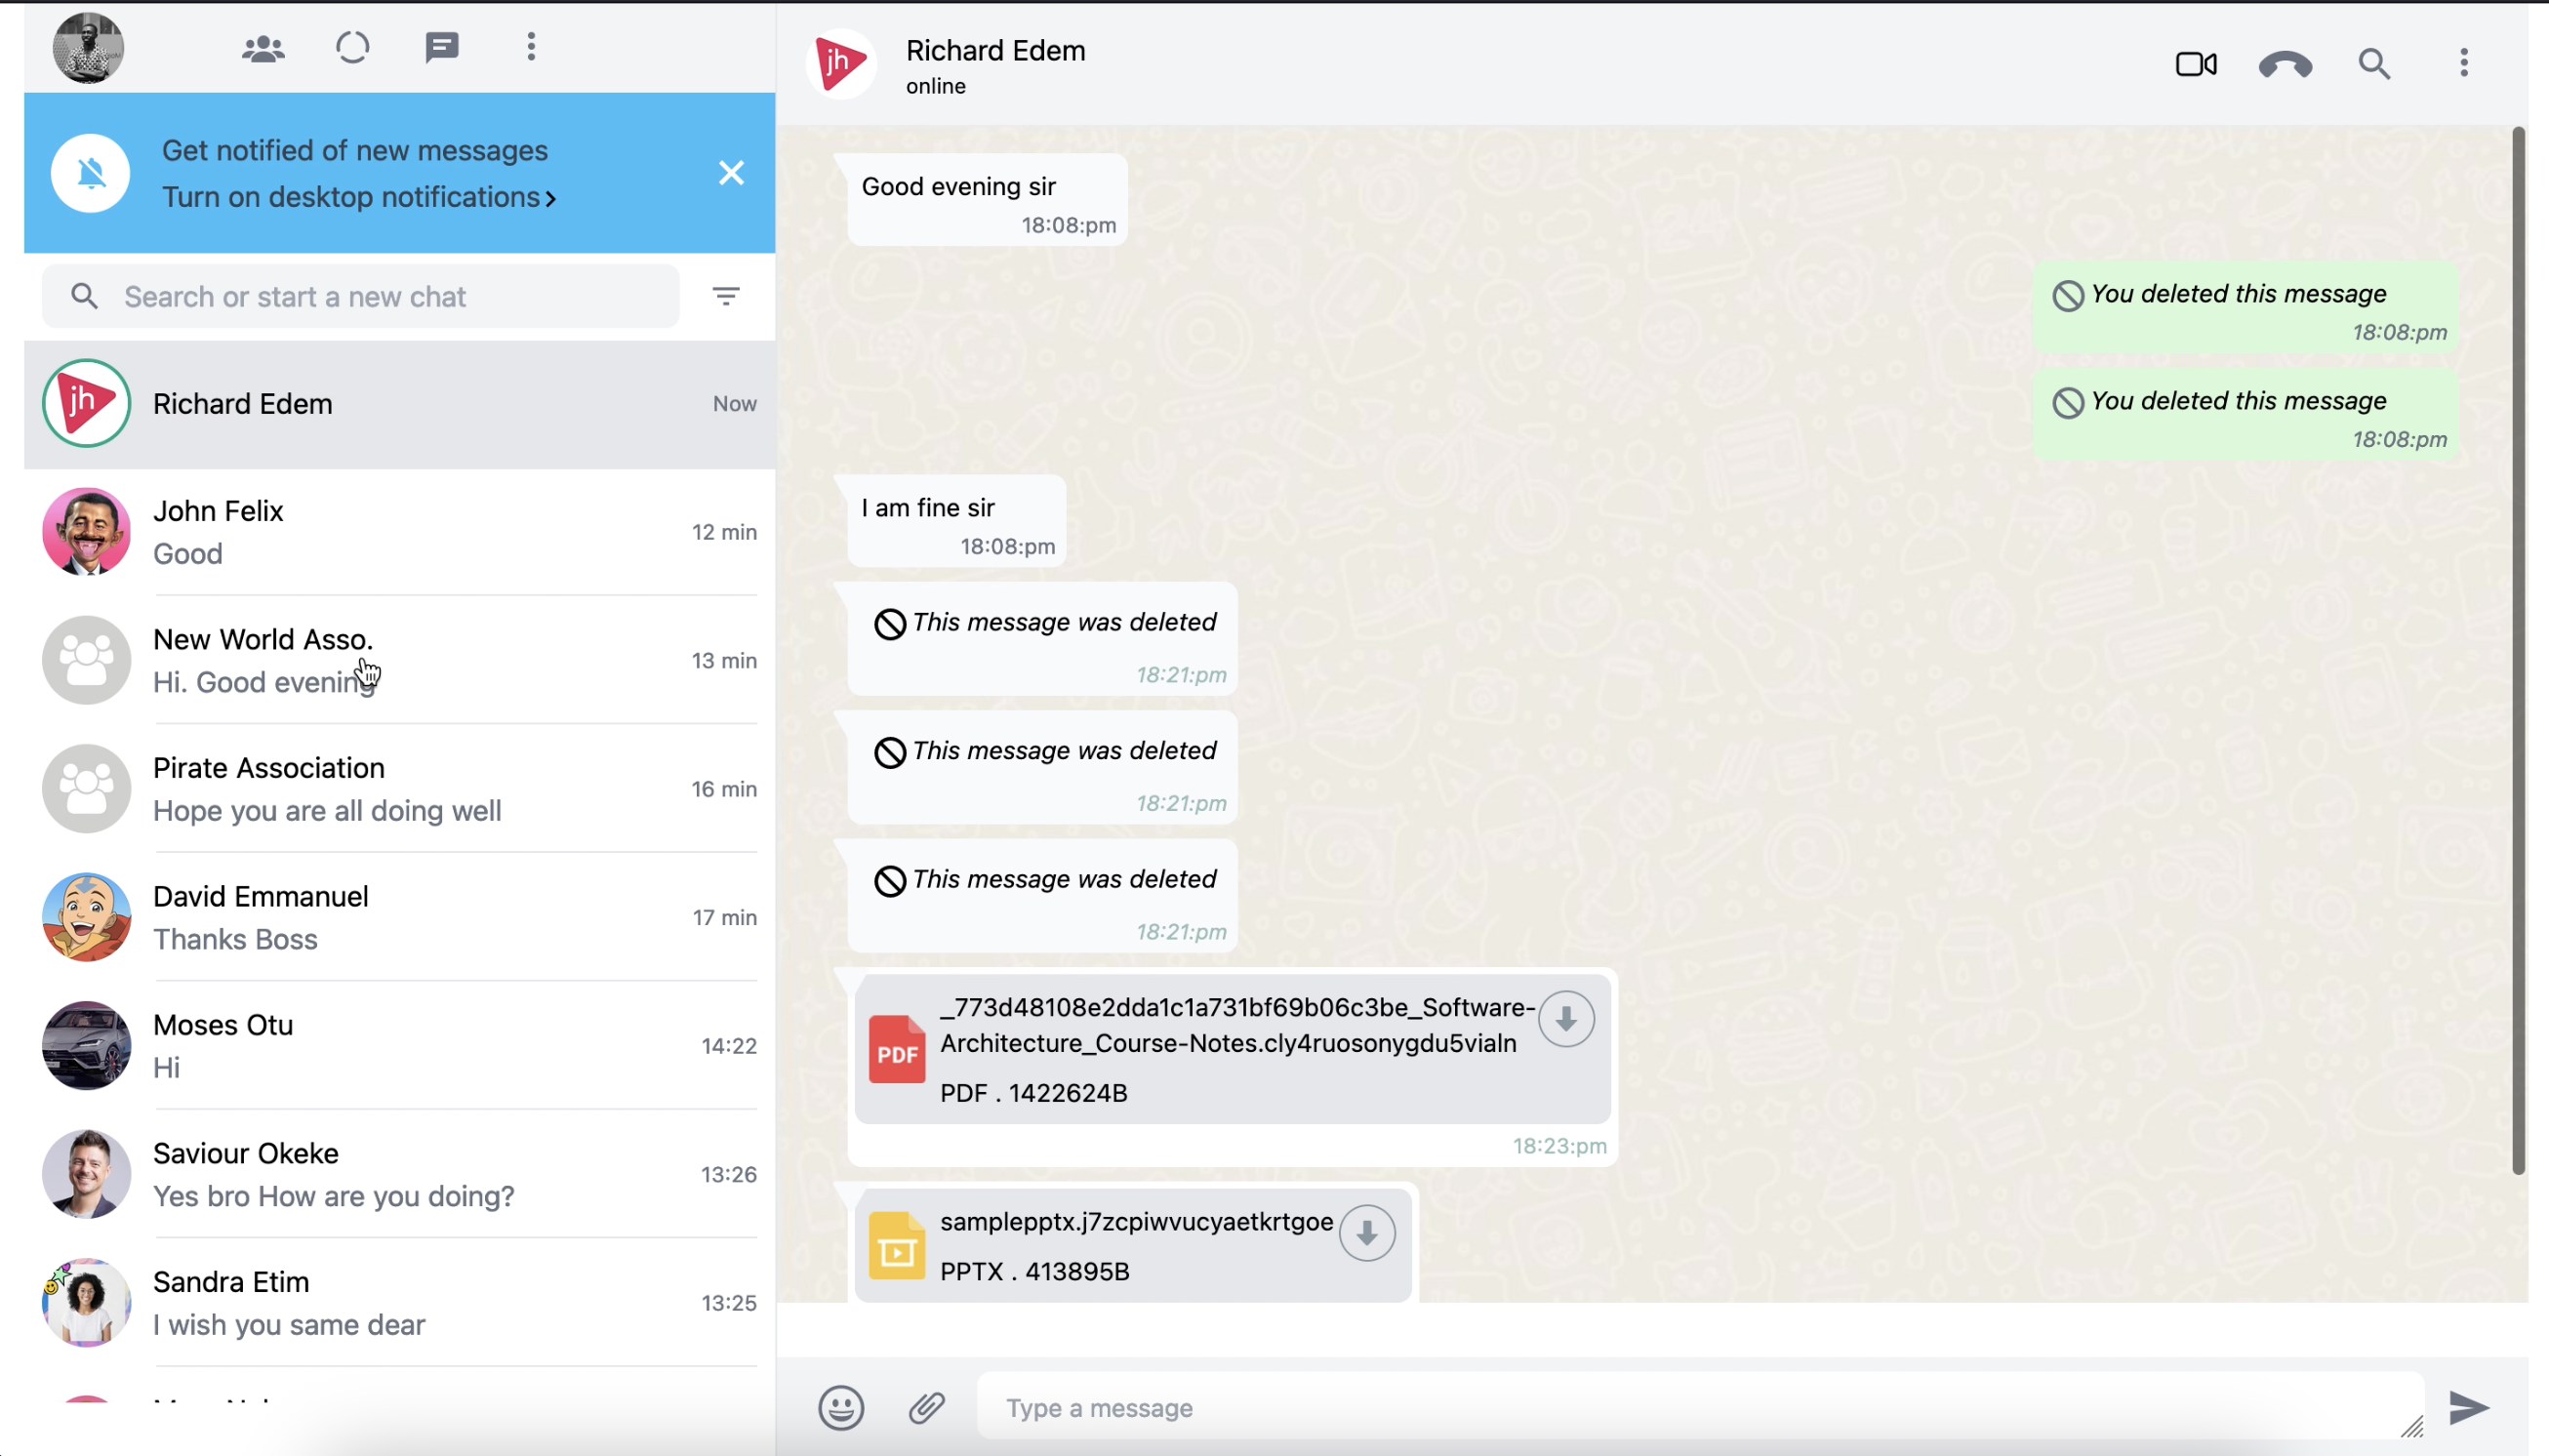 Get notified of new messages
Turn on desktop notifications
Search or start a new chat
jh
Richard Edem
Now
John Felix
12 min
Good
New World Asso.
13 min
Hi. Good evening
Pirate Association
16 min
Hope you are all doing well
David Emmanuel
17 min
Thanks Boss
Moses Otu
14:22
Hi
Saviour Okeke
13:26
Yes bro How are you doing?
Sandra Etim
13:25
I wish you same dear
jh
Richard Edem
online
Good evening sir
18:08:pm
You deleted this message
18:08:pm
You deleted this message
18:08:pm
I am fine sir
18:08:pm
This message was deleted
18:21:pm
This message was deleted
18:21:pm
This message was deleted
18:21:pm
PDF
_773d48108e2dda1c1a731bf69b06c3be_Software-
Architecture_Course-Notes.cly4ruosonygdu5vialn
PDF . 1422624B
18:23:pm
samplepptx.j7zcpiwvucyaetkrtgoe
PPTX . 413895B
Type a message